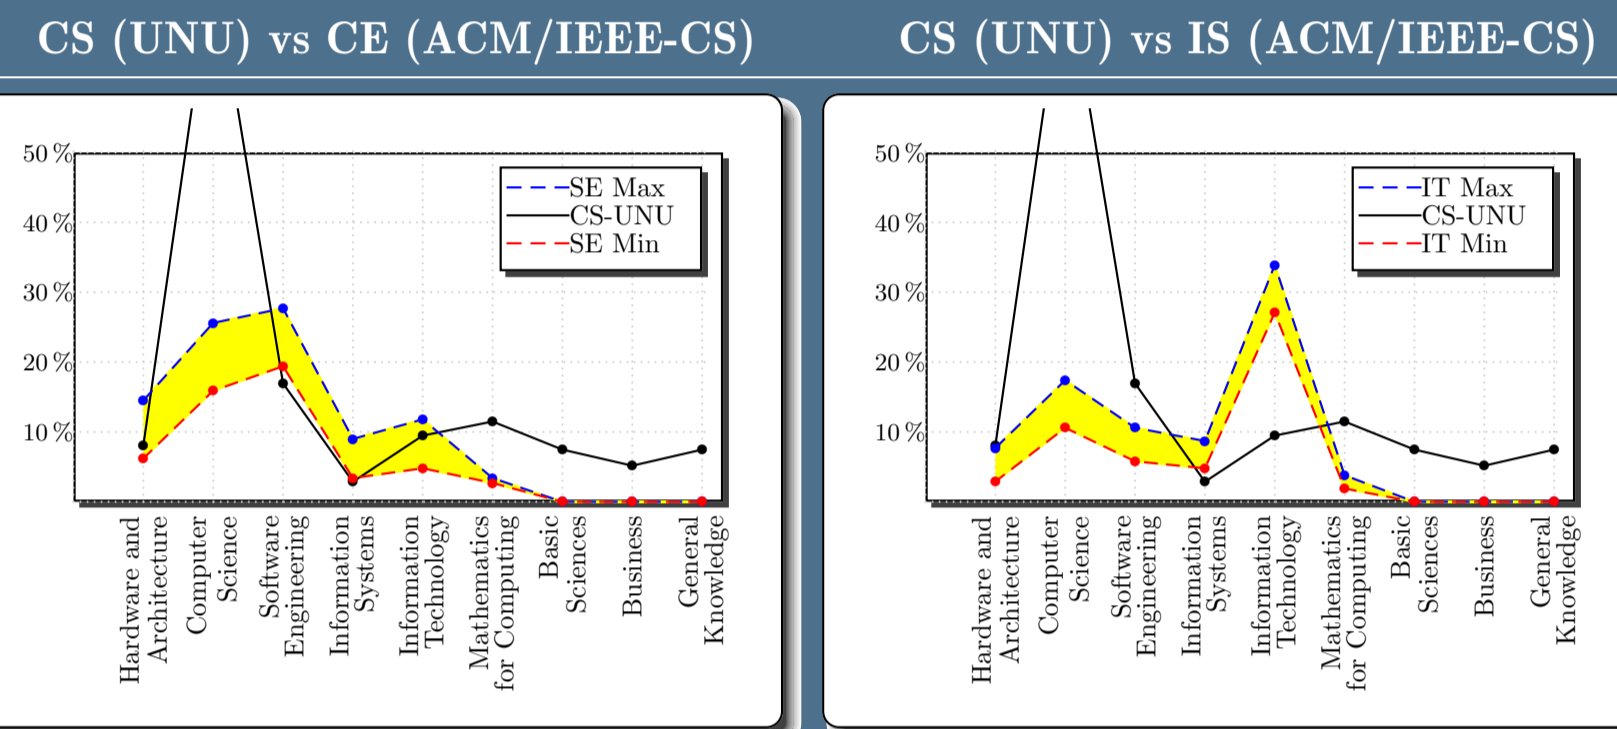 CS (UNU) vs CE (ACM/IEEE-CS)
50 %
40 %
30 %
20 %
10 %
SE Max
CS-UNU
SE Min
Hardware and
Architecture
Computer
Science
Software
Engineering
Information
Systems
Information
Technology
Mathematics
for Computing
Basic
Sciences
Business
General
Knowledge
CS (UNU) vs IS (ACM/IEEE-CS)
50 %
40 %
30 %
20 %
10 %
IT Max
CS-UNU
IT Min
Hardware and
Architecture
Computer
Science
Software
Engineering
Information
Systems
Information
Technology
Mathematics
for Computing
Basic
Sciences
Business
General
Knowledge